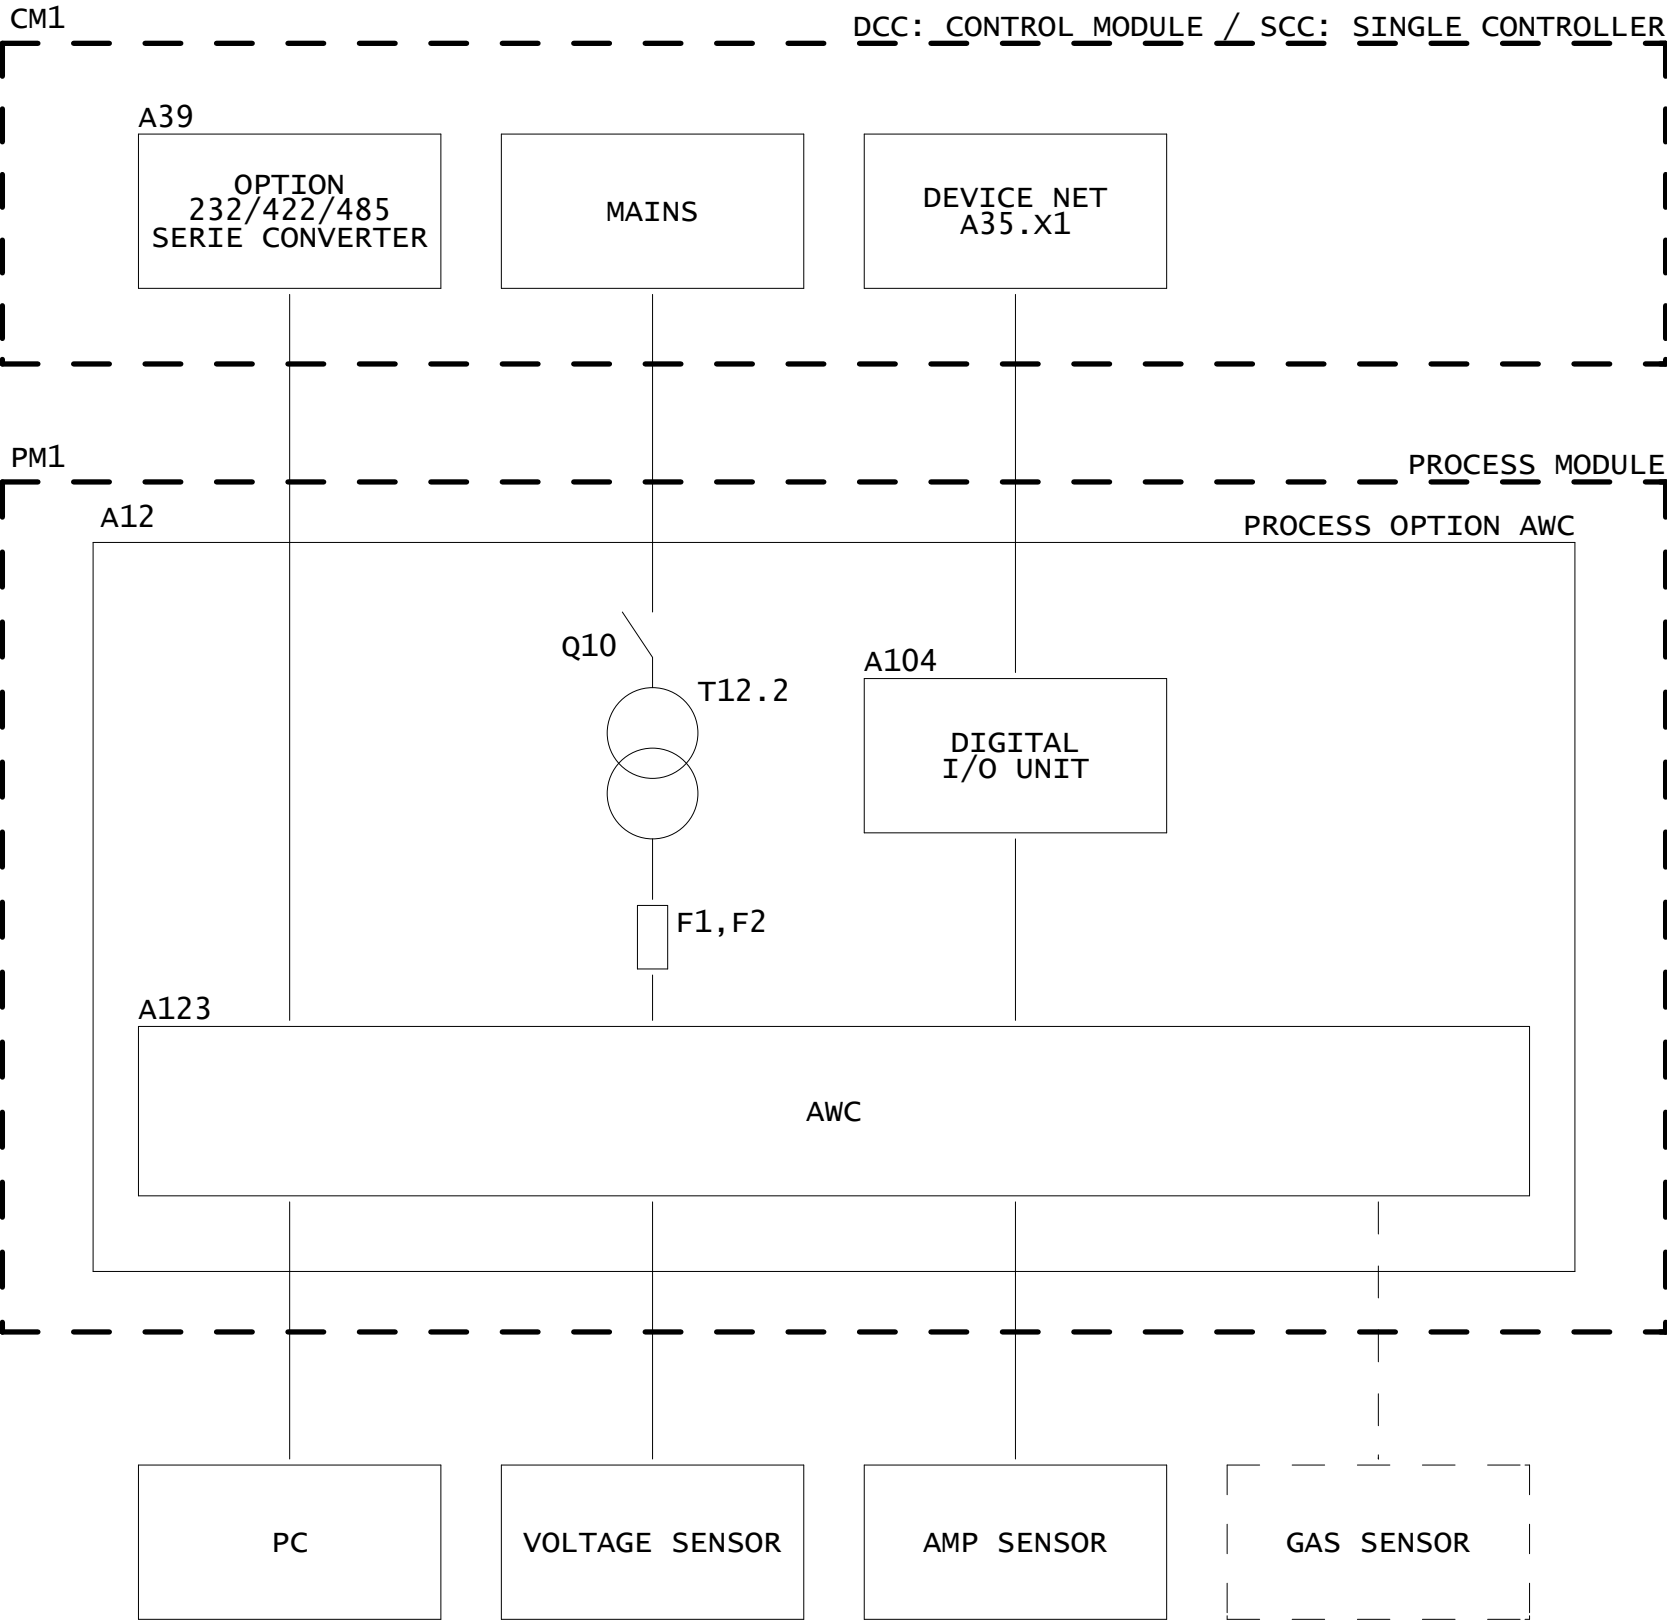 CM1
DCC: CONTROL MODULE / SCC: SINGLE CONTROLLER
A39
OPTION
232/422/485
SERIE CONVERTER
MAINS
DEVICE NET
A35.X1
PM1
PROCESS MODULE
A12
PROCESS OPTION AWC
Q10
T12.2
A104
DIGITAL
I/O UNIT
F1,F2
A123
AWC
PC
VOLTAGE SENSOR
AMP SENSOR
GAS SENSOR